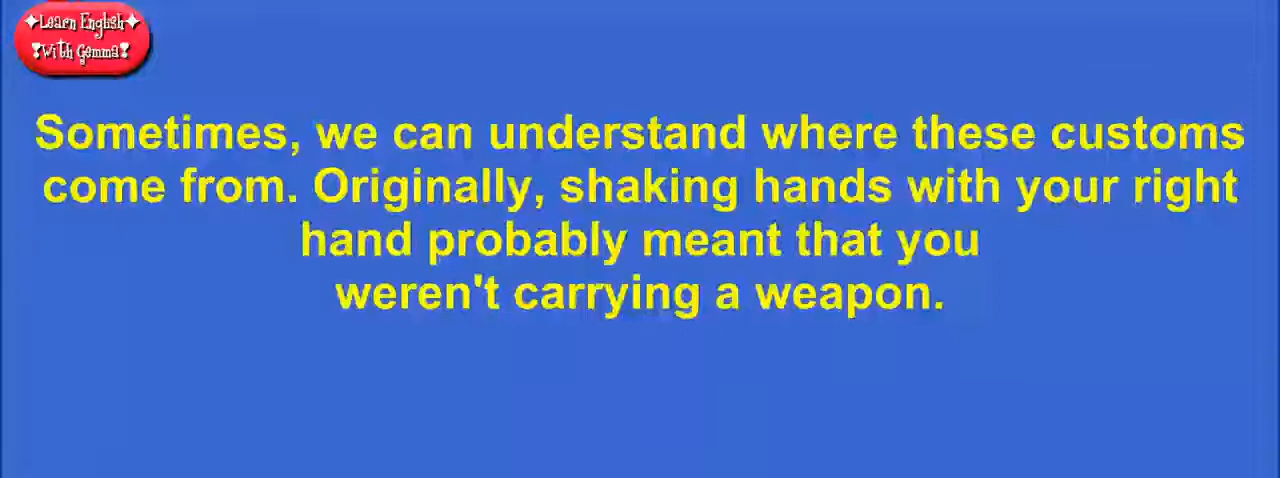 Learn English
With Gemma
Sometimes, we can understand where these customs
come from. Originally, shaking hands with your right
hand probably meant that you
weren't carrying a weapon.